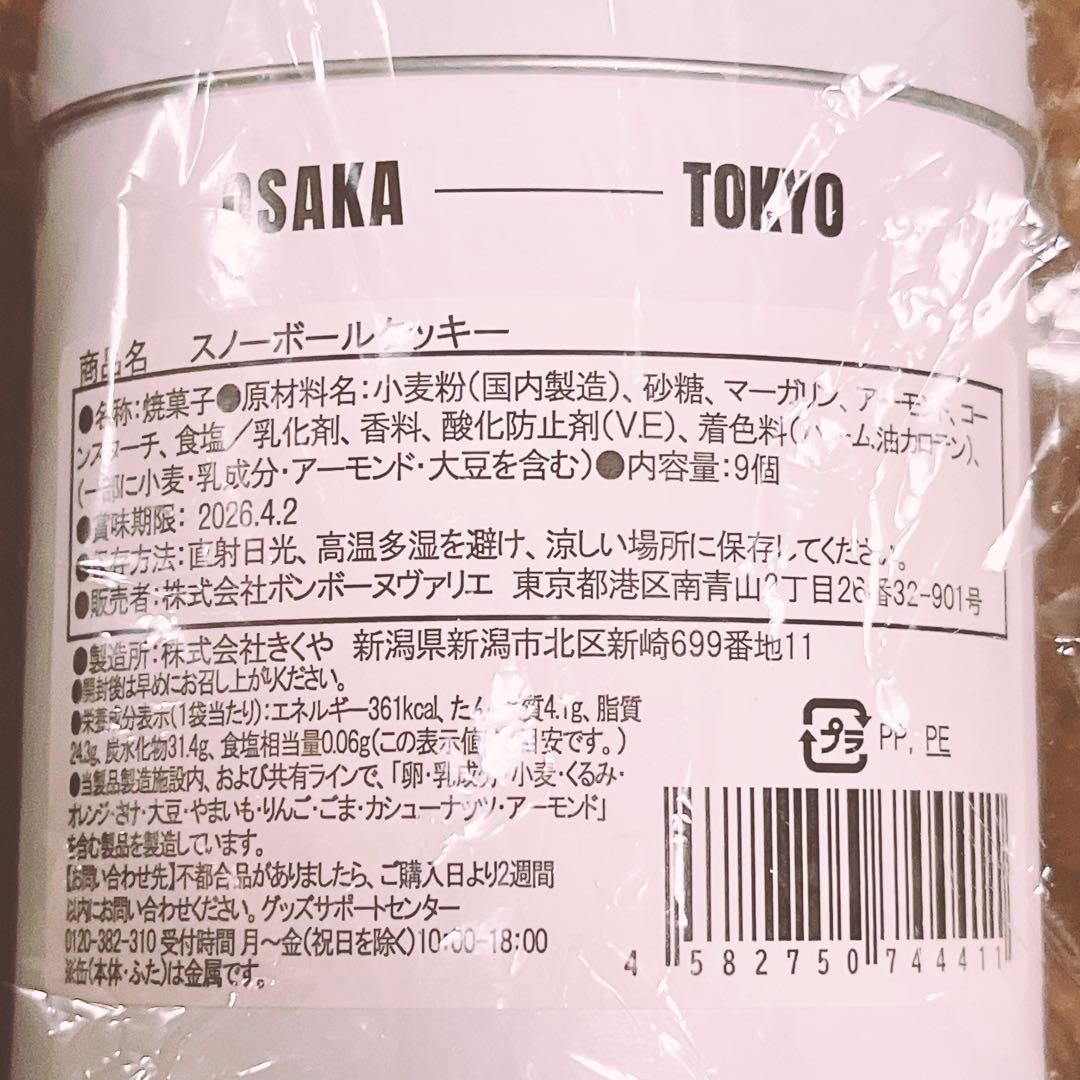 OSAKA — TOKYO
商品名 スノーボールクッキー
●名称:焼菓子●原材料名:小麦粉(国内製造)、砂糖、マーガリン、アーモンド、コー
ンスターチ、食塩/乳化剤、香料、酸化防止剤(V.E)、着色料(パーム油カロテン)、
(一部に小麦・乳成分・アーモンド・大豆を含む)●内容量:9個
●賞味期限: 2026.4.2
●保存方法:直射日光、高温多湿を避け、涼しい場所に保存してください。
●販売者:株式会社ボンボーヌヴァリエ 東京都港区南青山2丁目26番32-901号
●製造所:株式会社きくや 新潟県新潟市北区新崎699番地11
●開封後は早めにお召し上がりください。
●栄養成分表示(1袋当たり):エネルギー361kcal、たんぱく質4.1g、脂質
24.3g、炭水化物31.4g、食塩相当量0.06g(この表示値は、目安です。)
●当製品製造施設内、および共有ラインで、「卵・乳成分・小麦・くるみ・
オレンジ・さけ・大豆・やまいも・りんご・ごま・カシューナッツ・アーモンド」
を含む製品を製造しています。
【お問い合わせ先】不都合品がありましたら、ご購入日より2週間
以内にお問い合わせください。グッズサポートセンター
0120-382-310 受付時間 月～金(祝日を除く)10:00-18:00
※缶(本体・ふた)は金属です。
プラ PP, PE
4 582750 744411